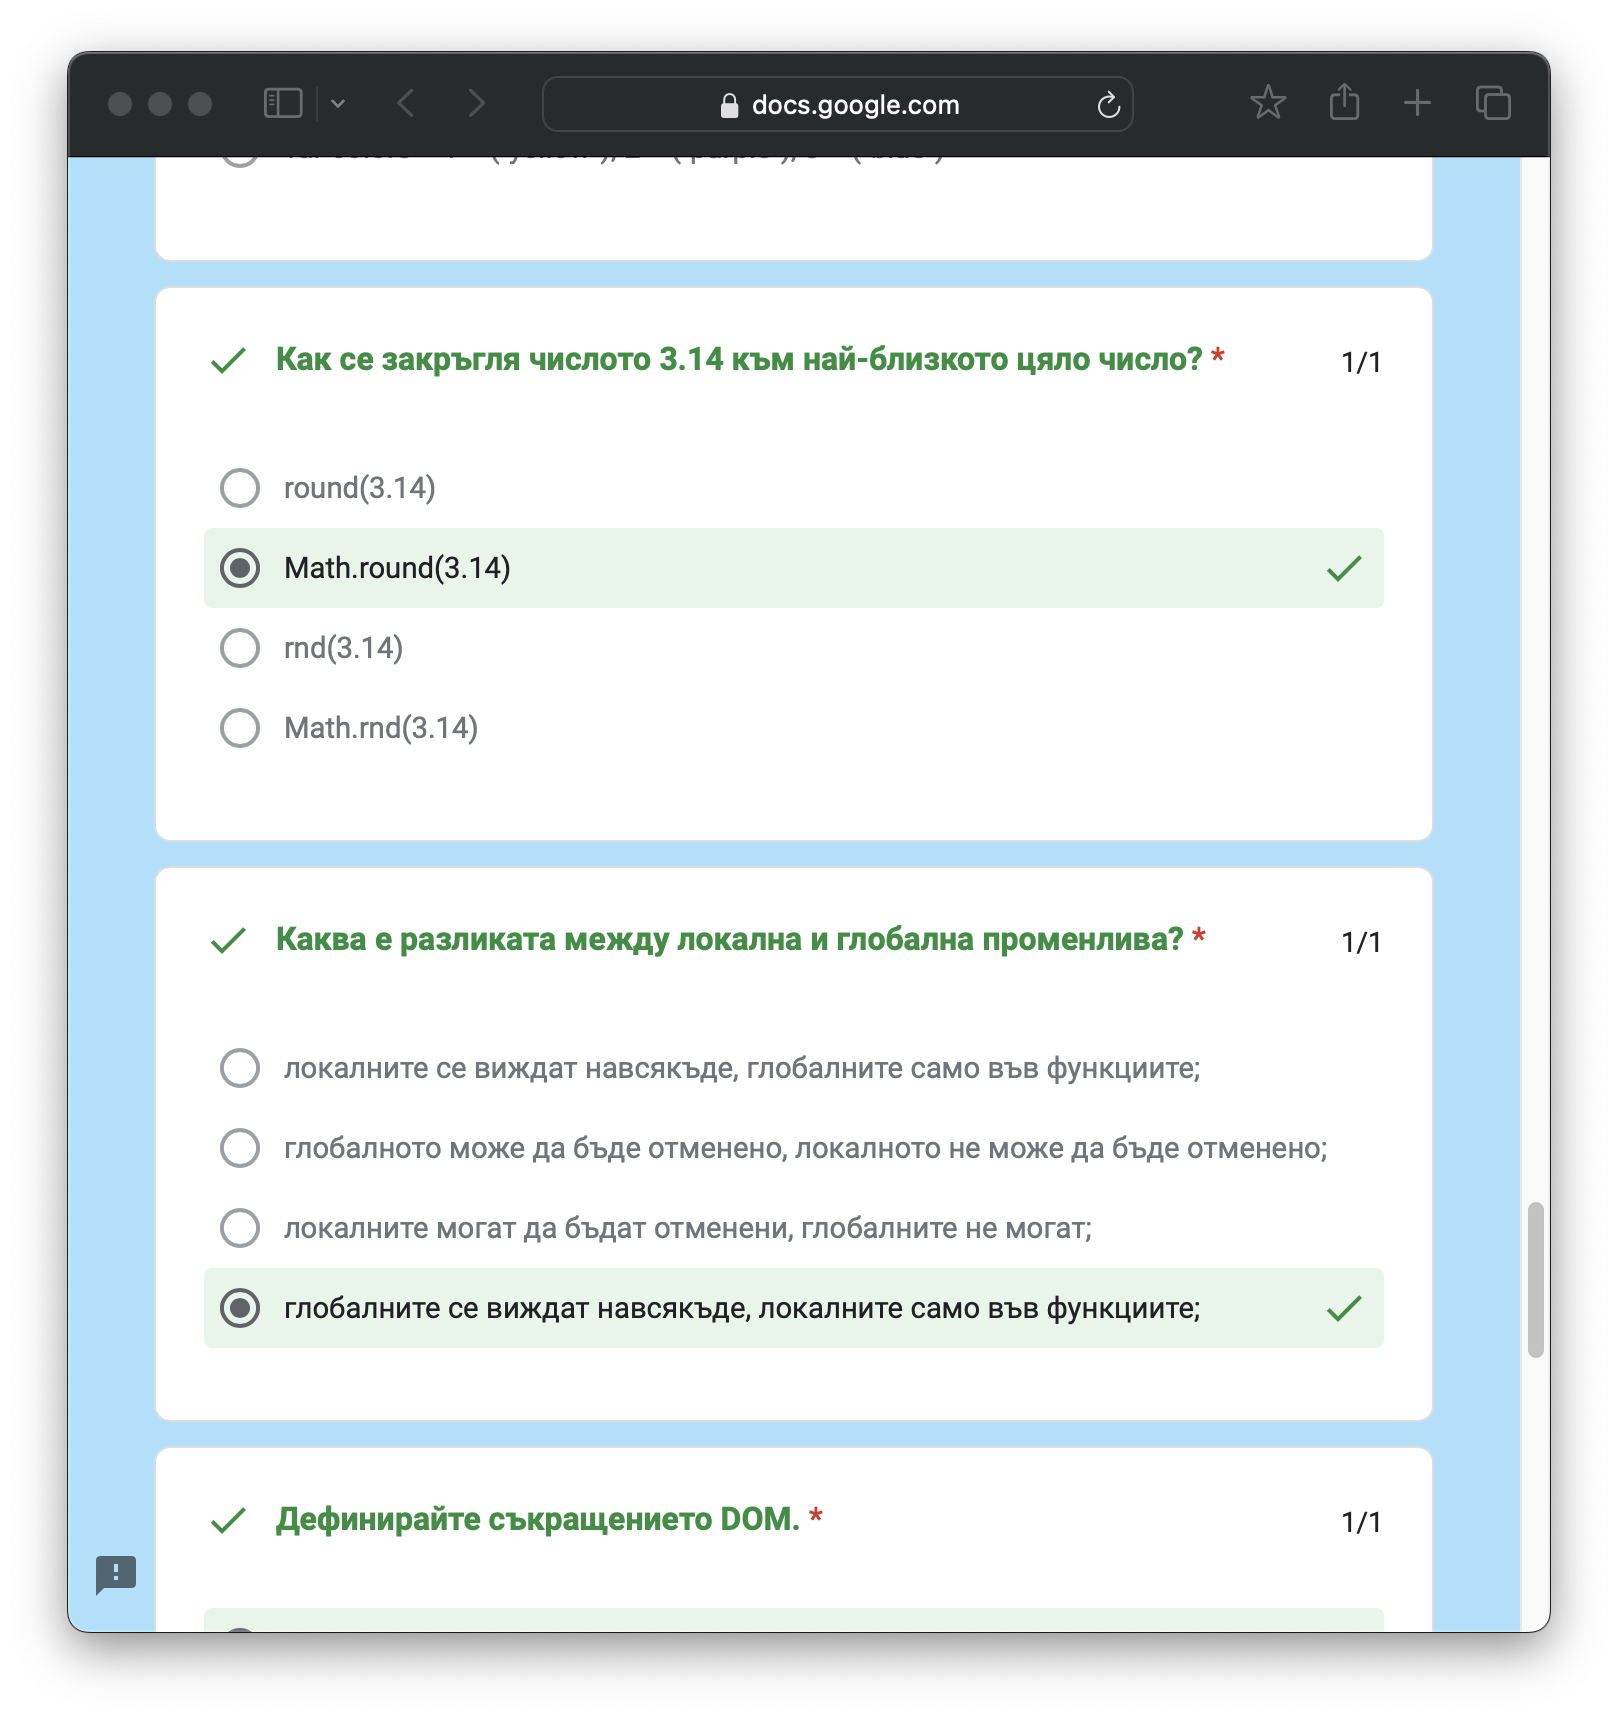 docs.google.com
Как се закръгля числото 3.14 към най-близкото цяло число? *
1/1
round(3.14)
Math.round(3.14)
rnd(3.14)
Math.rnd(3.14)
Каква е разликата между локална и глобална променлива? *
1/1
локалните се виждат навсякъде, глобалните само във функциите;
глобалното може да бъде отменено, локалното не може да бъде отменено;
локалните могат да бъдат отменени, глобалните не могат;
глобалните се виждат навсякъде, локалните само във функциите;
Дефинирайте съкращението DOM. *
1/1